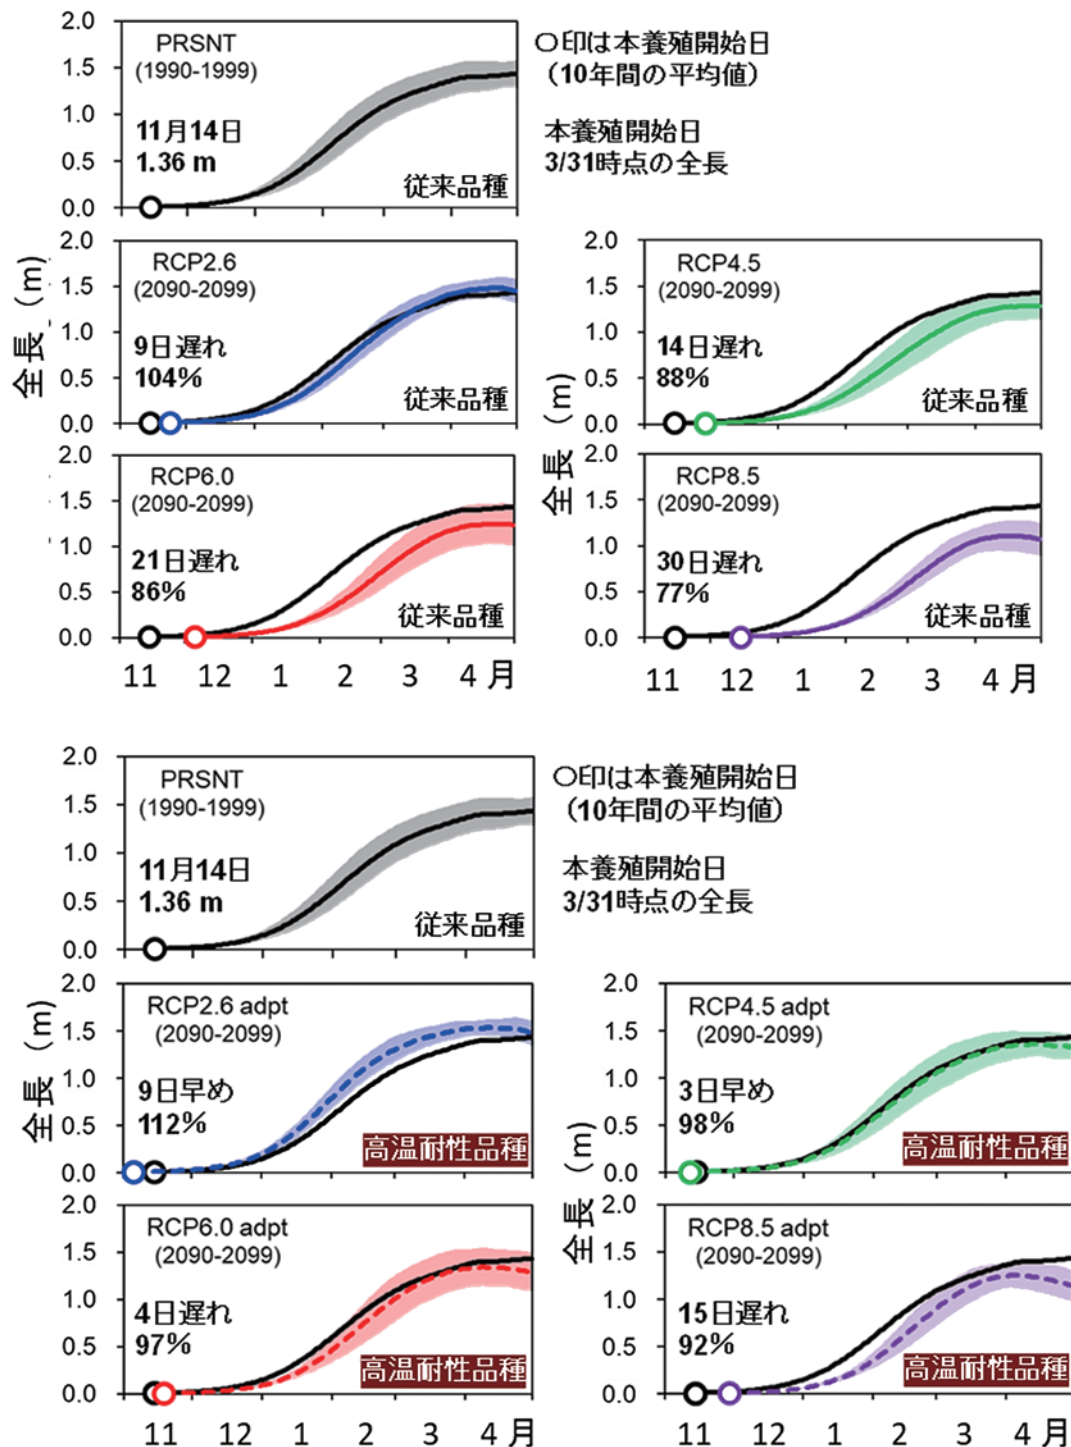 2.0
1.5
1.0
0.5
0.0
PRSNT
(1990-1999)
11月14日
1.36 m
従来品種
〇印は本養殖開始日
（10年間の平均値）
本養殖開始日
3/31時点の全長
全長（m）
2.0
1.5
1.0
0.5
0.0
RCP2.6
(2090-2099)
9日遅れ
104%
従来品種
全長（m）
2.0
1.5
1.0
0.5
0.0
RCP4.5
(2090-2099)
14日遅れ
88%
従来品種
2.0
1.5
1.0
0.5
0.0
RCP6.0
(2090-2099)
21日遅れ
86%
従来品種
2.0
1.5
1.0
0.5
0.0
RCP8.5
(2090-2099)
30日遅れ
77%
従来品種
11 12 1 2 3 4 月
11 12 1 2 3 4 月
2.0
1.5
1.0
0.5
0.0
PRSNT
(1990-1999)
11月14日
1.36 m
従来品種
〇印は本養殖開始日
（10年間の平均値）
本養殖開始日
3/31時点の全長
全長（m）
2.0
1.5
1.0
0.5
0.0
RCP2.6 adpt
(2090-2099)
9日早め
112%
高温耐性品種
全長（m）
2.0
1.5
1.0
0.5
0.0
RCP4.5 adpt
(2090-2099)
3日早め
98%
高温耐性品種
2.0
1.5
1.0
0.5
0.0
RCP6.0 adpt
(2090-2099)
4日遅れ
97%
高温耐性品種
2.0
1.5
1.0
0.5
0.0
RCP8.5 adpt
(2090-2099)
15日遅れ
92%
高温耐性品種
11 12 1 2 3 4 月
11 12 1 2 3 4 月